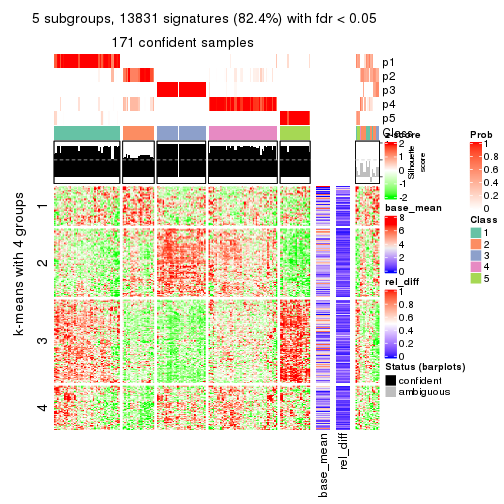 5 subgroups, 13831 signatures (82.4%) with fdr < 0.05
171 confident samples
p1
p2
p3
p4
p5
Class
z-score
2
1
0
-1
-2
Silhouette
score
Prob
1
0.8
0.6
0.4
0.2
0
base_mean
8
6
4
2
0
Class
1
2
3
4
5
rel_diff
1
0.8
0.6
0.4
0.2
0
Status (barplots)
confident
ambiguous
k-means with 4 groups
1
2
3
4
base_mean
rel_diff